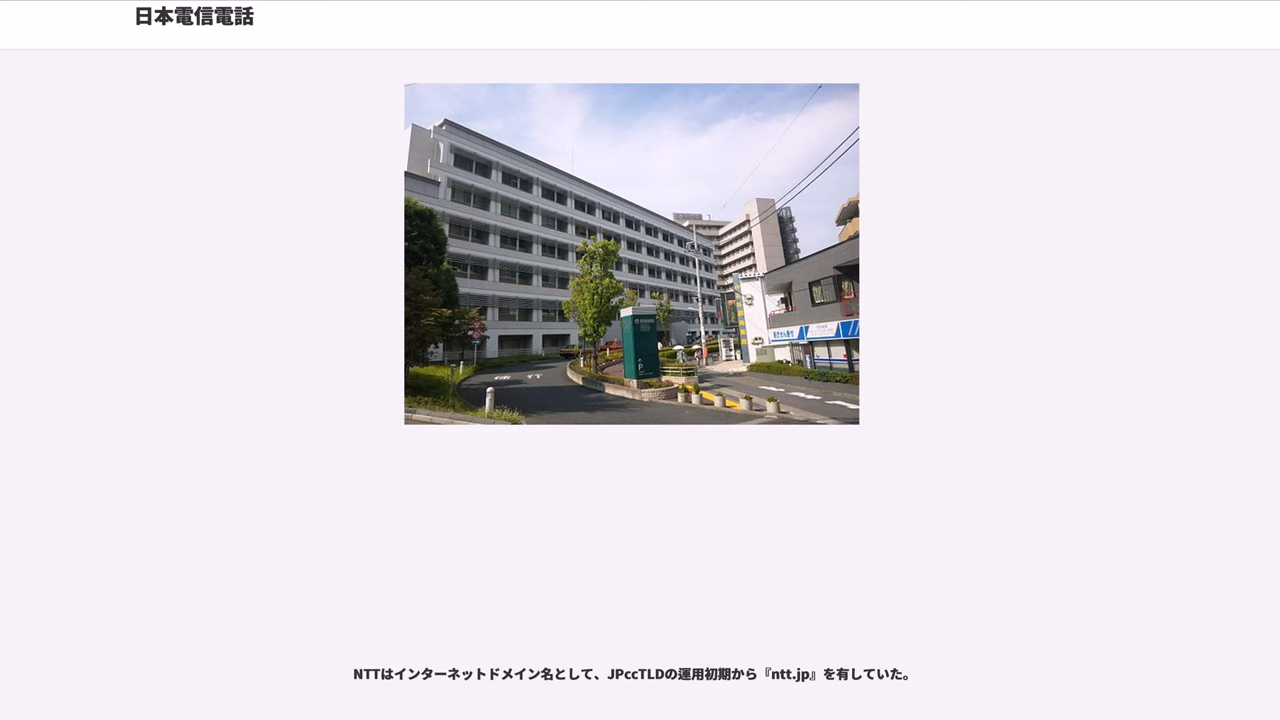 日本電信電話
P
NTTはインターネットドメイン名として、JPccTLDの運用初期から『ntt.jp』を有していた。